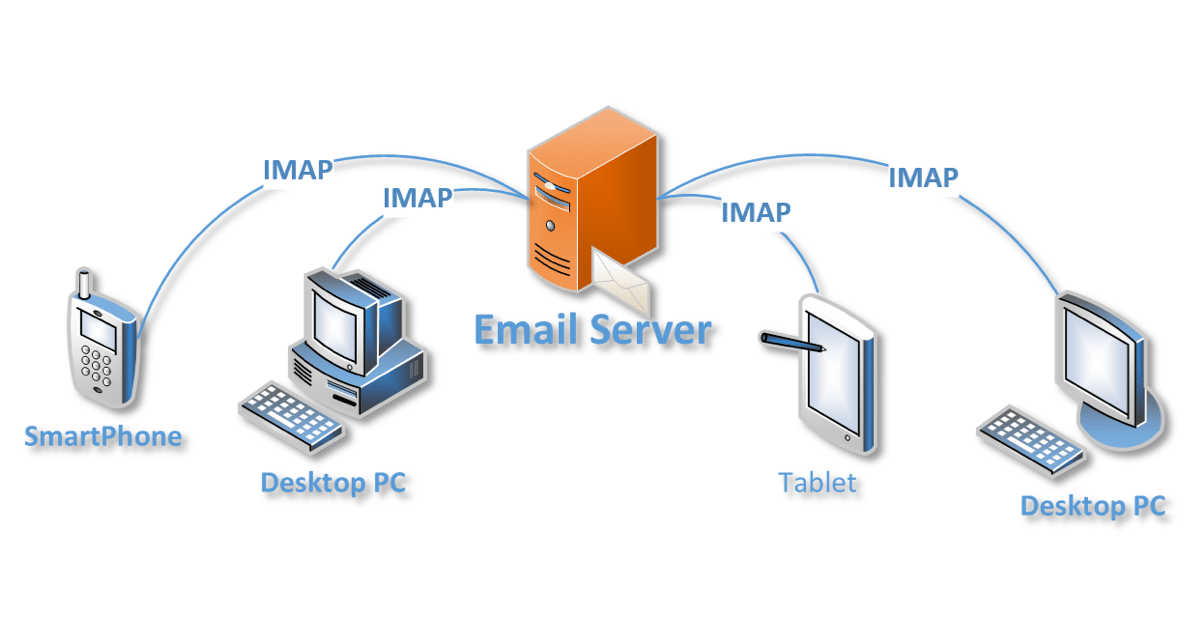 IMAP
IMAP
IMAP
IMAP
Email Server
SmartPhone
Desktop PC
Tablet
Desktop PC